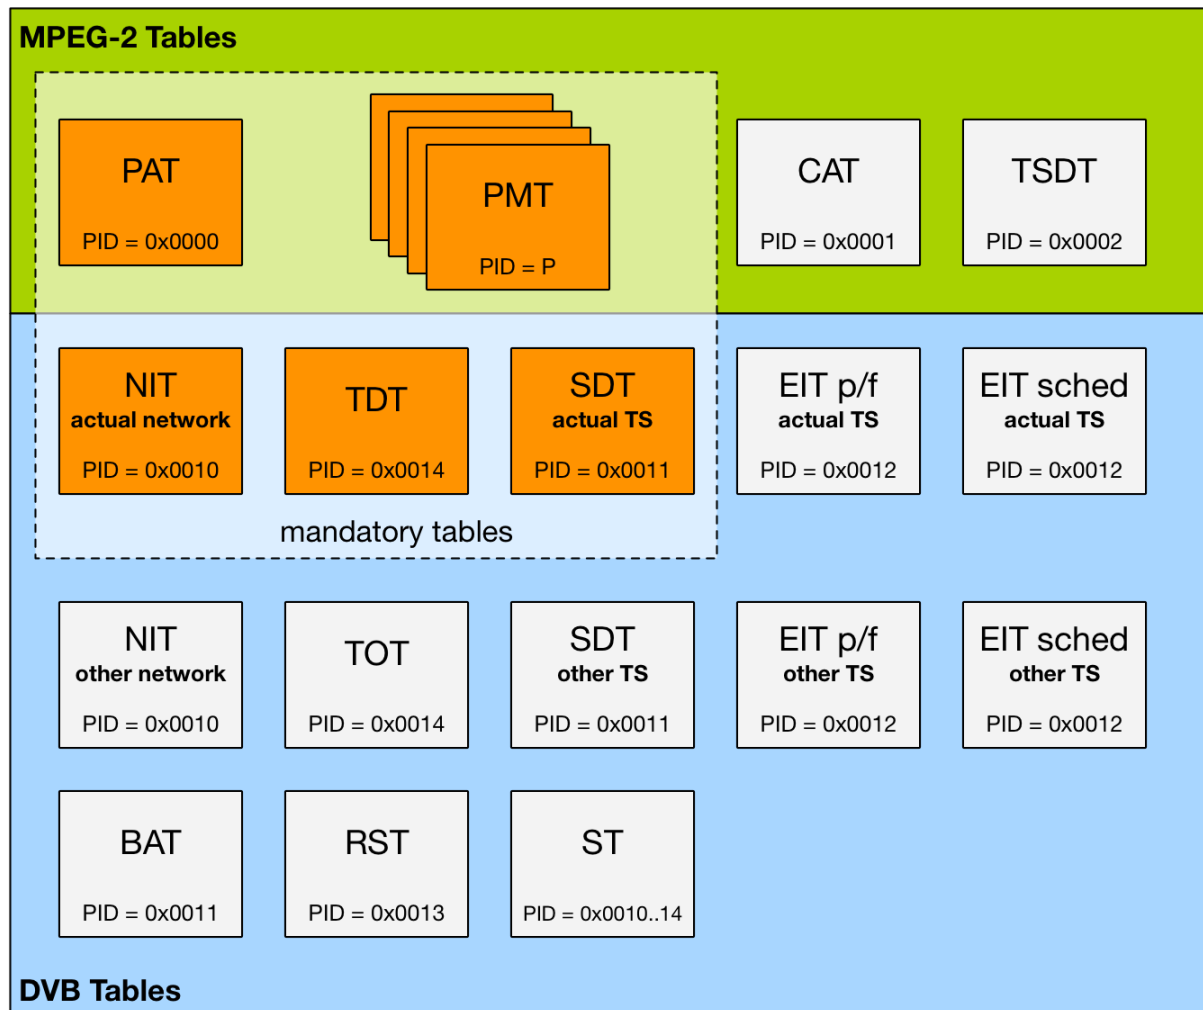 MPEG-2 Tables
PAT
PID = 0x0000
PMT
PID = P
CAT
PID = 0x0001
TSDT
PID = 0x0002
NIT
actual network
PID = 0x0010
TDT
PID = 0x0014
SDT
actual TS
PID = 0x0011
EIT p/f
actual TS
PID = 0x0012
EIT sched
actual TS
PID = 0x0012
mandatory tables
NIT
other network
PID = 0x0010
TOT
PID = 0x0014
SDT
other TS
PID = 0x0011
EIT p/f
other TS
PID = 0x0012
EIT sched
other TS
PID = 0x0012
BAT
PID = 0x0011
RST
PID = 0x0013
ST
PID = 0x0010..14
DVB Tables